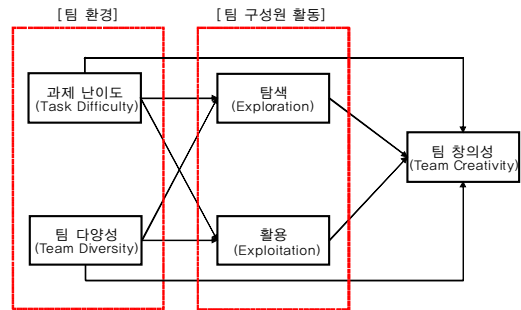 [팀 환경]
[팀 구성원 활동]
과제 난이도
(Task Difficulty)
탐색
(Exploration)
팀 창의성
(Team Creativity)
팀 다양성
(Team Diversity)
활용
(Exploitation)